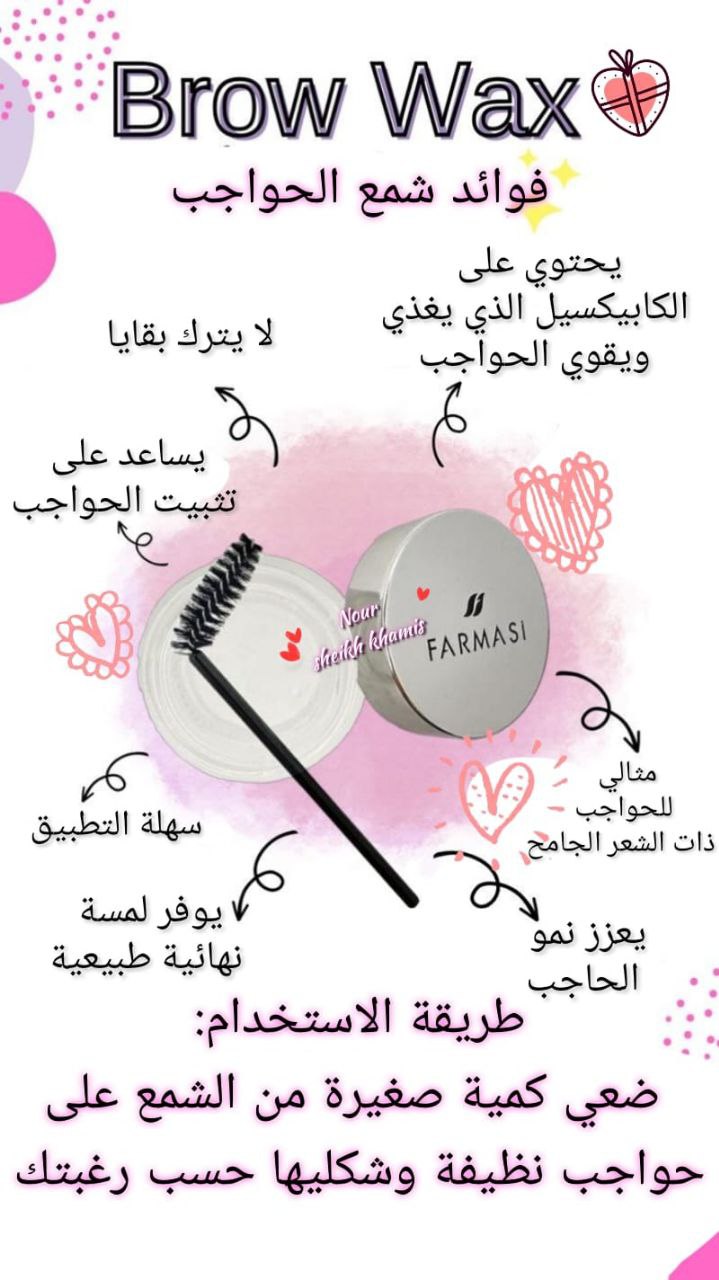 Brow Wax
فوائد شمع الحواجب
يحتوي على
الكابيكسيل الذي يغذي
ويقوي الحواجب
لا يترك بقايا
يساعد على
تثبيت الحواجب
Nour
sheikh khamis
FARMASi
مثالي
للحواجب
ذات الشعر الجامح
سهلة التطبيق
يوفر لمسة
نهائية طبيعية
يعزز نمو
الحاجب
طريقة الاستخدام:
ضعي كمية صغيرة من الشمع على
حواجب نظيفة وشكليها حسب رغبتك